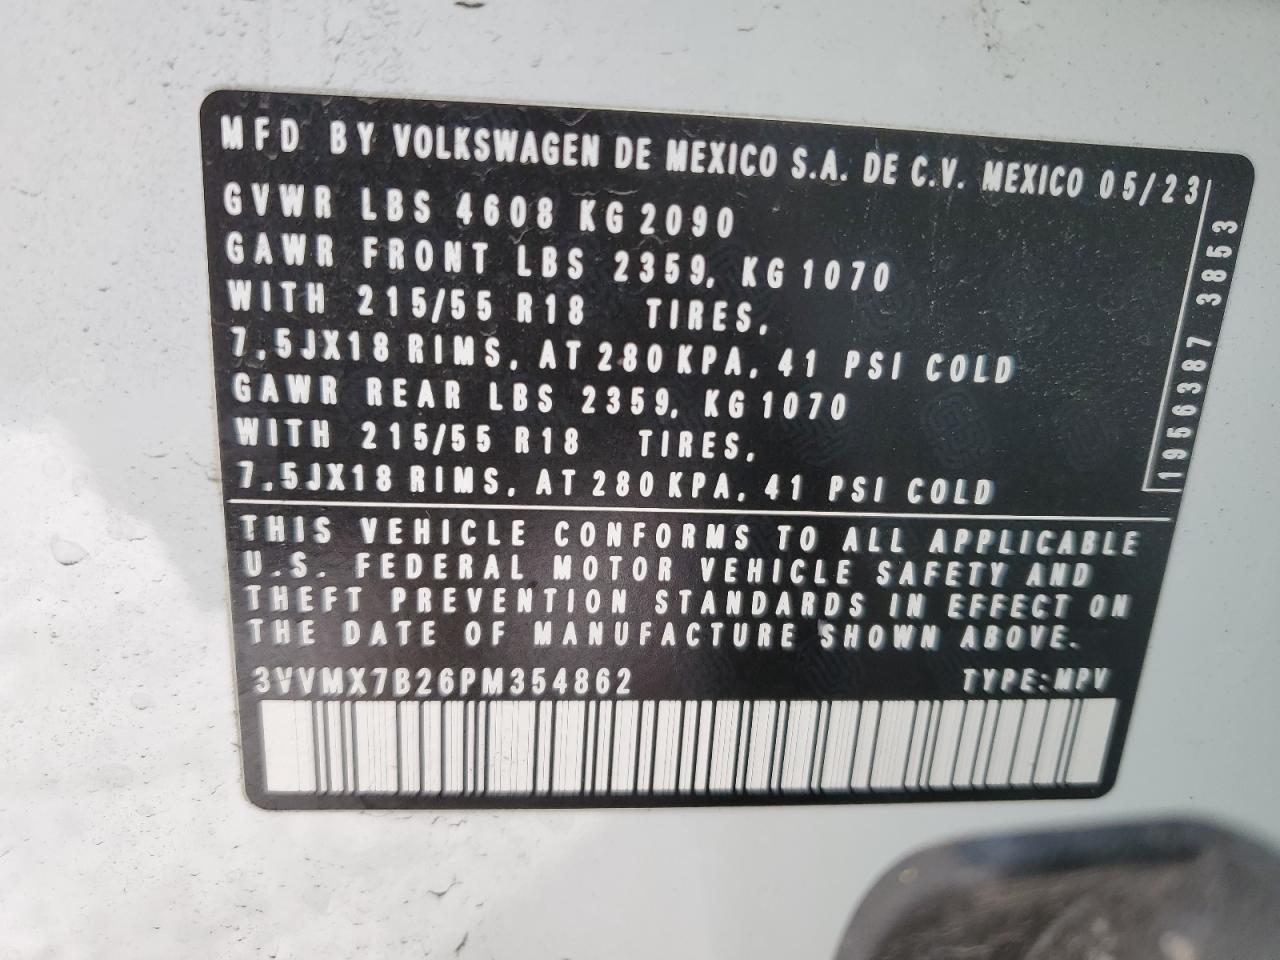 MFD BY VOLKSWAGEN DE MEXICO S.A. DE C.V. MEXICO 05/23
GVWR LBS 4608 KG 2090
GAWR FRONT LBS 2359, KG 1070
WITH 215/55 R18 TIRES,
7,5JX18 RIMS, AT 280 KPA, 41 PSI COLD
GAWR REAR LBS 2359, KG 1070
WITH 215/55 R18 TIRES,
7,5JX18 RIMS, AT 280 KPA, 41 PSI COLD
1956387 3853
THIS VEHICLE CONFORMS TO ALL APPLICABLE
U.S. FEDERAL MOTOR VEHICLE SAFETY AND
THEFT PREVENTION STANDARDS IN EFFECT ON
THE DATE OF MANUFACTURE SHOWN ABOVE.
3VVMX7B26PM354862 TYPE:MPV